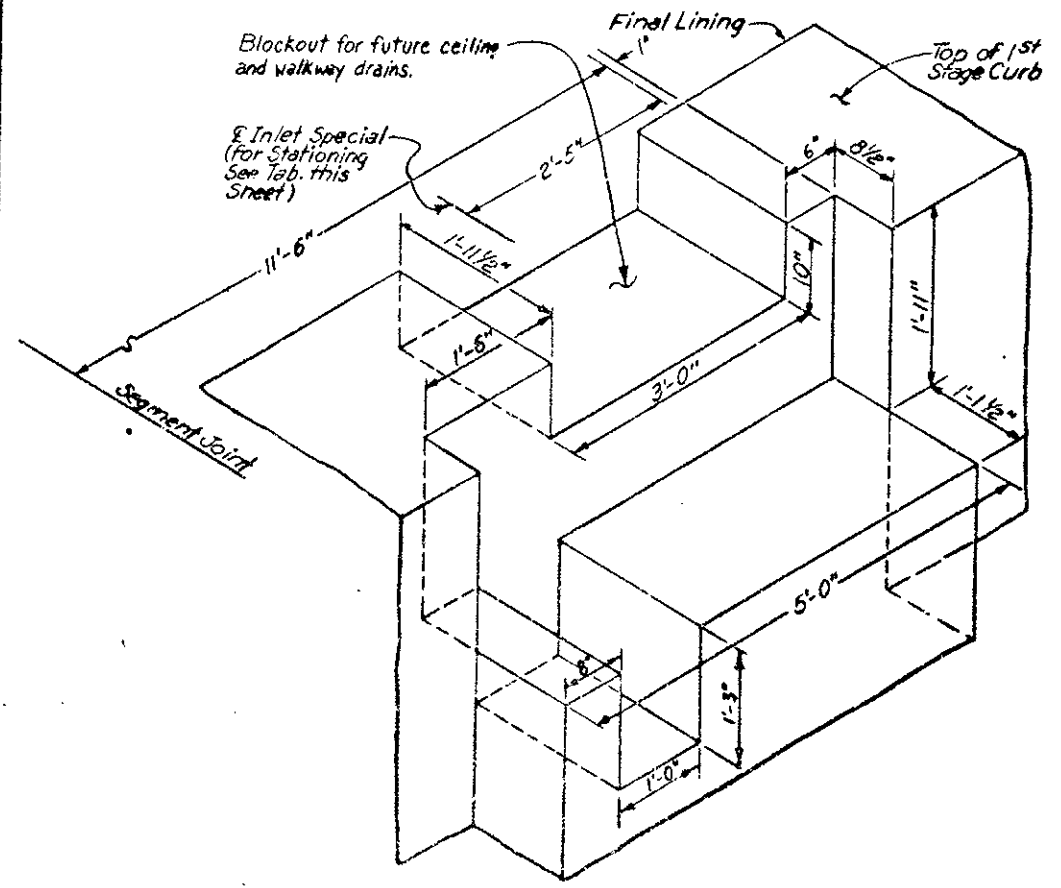 Final Lining
Blockout for future ceiling
and walkway drains.
1"
Top of 1st
Stage Curb
℄ Inlet Special
(for Stationing
See Tab. this
Sheet)
2'-5"
6"
8½"
11'-6"
1'-11½"
10"
1'-11"
1'-6"
3'-0"
1'-1½"
Segment Joint
5'-0"
8"
1'-3"
1'-0"